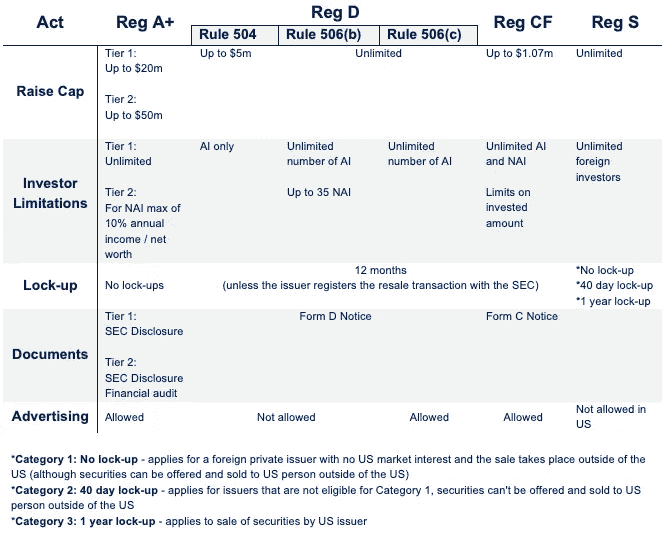 Act
Reg A+
Reg D
Reg CF
Reg S
Rule 504
Rule 506(b)
Rule 506(c)
Raise Cap
Tier 1:
Up to $20m
Tier 2:
Up to $50m
Up to $5m
Unlimited
Up to $1.07m
Unlimited
Investor
Limitations
Tier 1:
Unlimited
Tier 2:
For NAI max of
10% annual
income / net
worth
AI only
Unlimited
number of AI
Up to 35 NAI
Unlimited
number of AI
Unlimited AI
and NAI
Limits on
invested
amount
Unlimited
foreign
investors
Lock-up
No lock-ups
12 months
(unless the issuer registers the resale transaction with the SEC)
*No lock-up
*40 day lock-up
*1 year lock-up
Documents
Tier 1:
SEC Disclosure
Tier 2:
SEC Disclosure
Financial audit
Form D Notice
Form C Notice
Advertising
Allowed
Not allowed
Allowed
Allowed
Not allowed in
US
*Category 1: No lock-up - applies for a foreign private issuer with no US market interest and the sale takes place outside of the
US (although securities can be offered and sold to US person outside of the US)
*Category 2: 40 day lock-up - applies for issuers that are not eligible for Category 1, securities can't be offered and sold to US
person outside of the US
*Category 3: 1 year lock-up - applies to sale of securities by US issuer